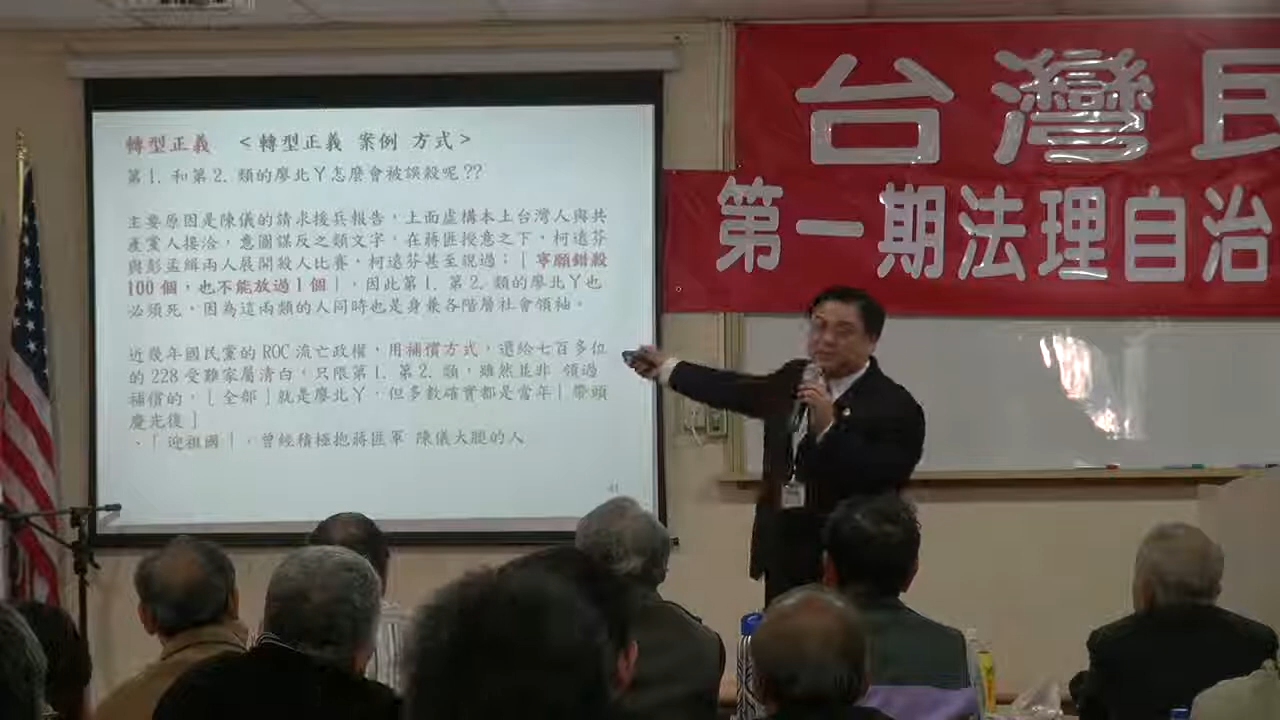 轉型正義 <轉型正義 案例 方式>
第1. 和第2. 類的廖北ㄚ怎麼會被誤殺呢??
主要原因是陳儀的請求援兵報告，上面虛構本土台灣人與共
產黨人接洽，意圖謀反之類文字，在蔣匪授意之下，柯遠芬
與彭孟緝兩人展開殺人比賽，柯遠芬甚至說過；「寧願錯殺
100個，也不能放過1個」，因此第1. 第2. 類的廖北ㄚ也
必須死，因為這兩類的人同時也是身兼各階層社會領袖。
近幾年國民黨的 ROC 流亡政權，用補償方式，還給七百多位
的 228 受難家屬清白，只限第1. 第2. 類，雖然並非 領過
補償的，「全部」就是廖北ㄚ，但多數確實都是當年「帶頭
慶光復」
、「迎祖國」，曾經積極抱蔣匪軍 陳儀大腿的人
41
台灣民
第一期法理自治